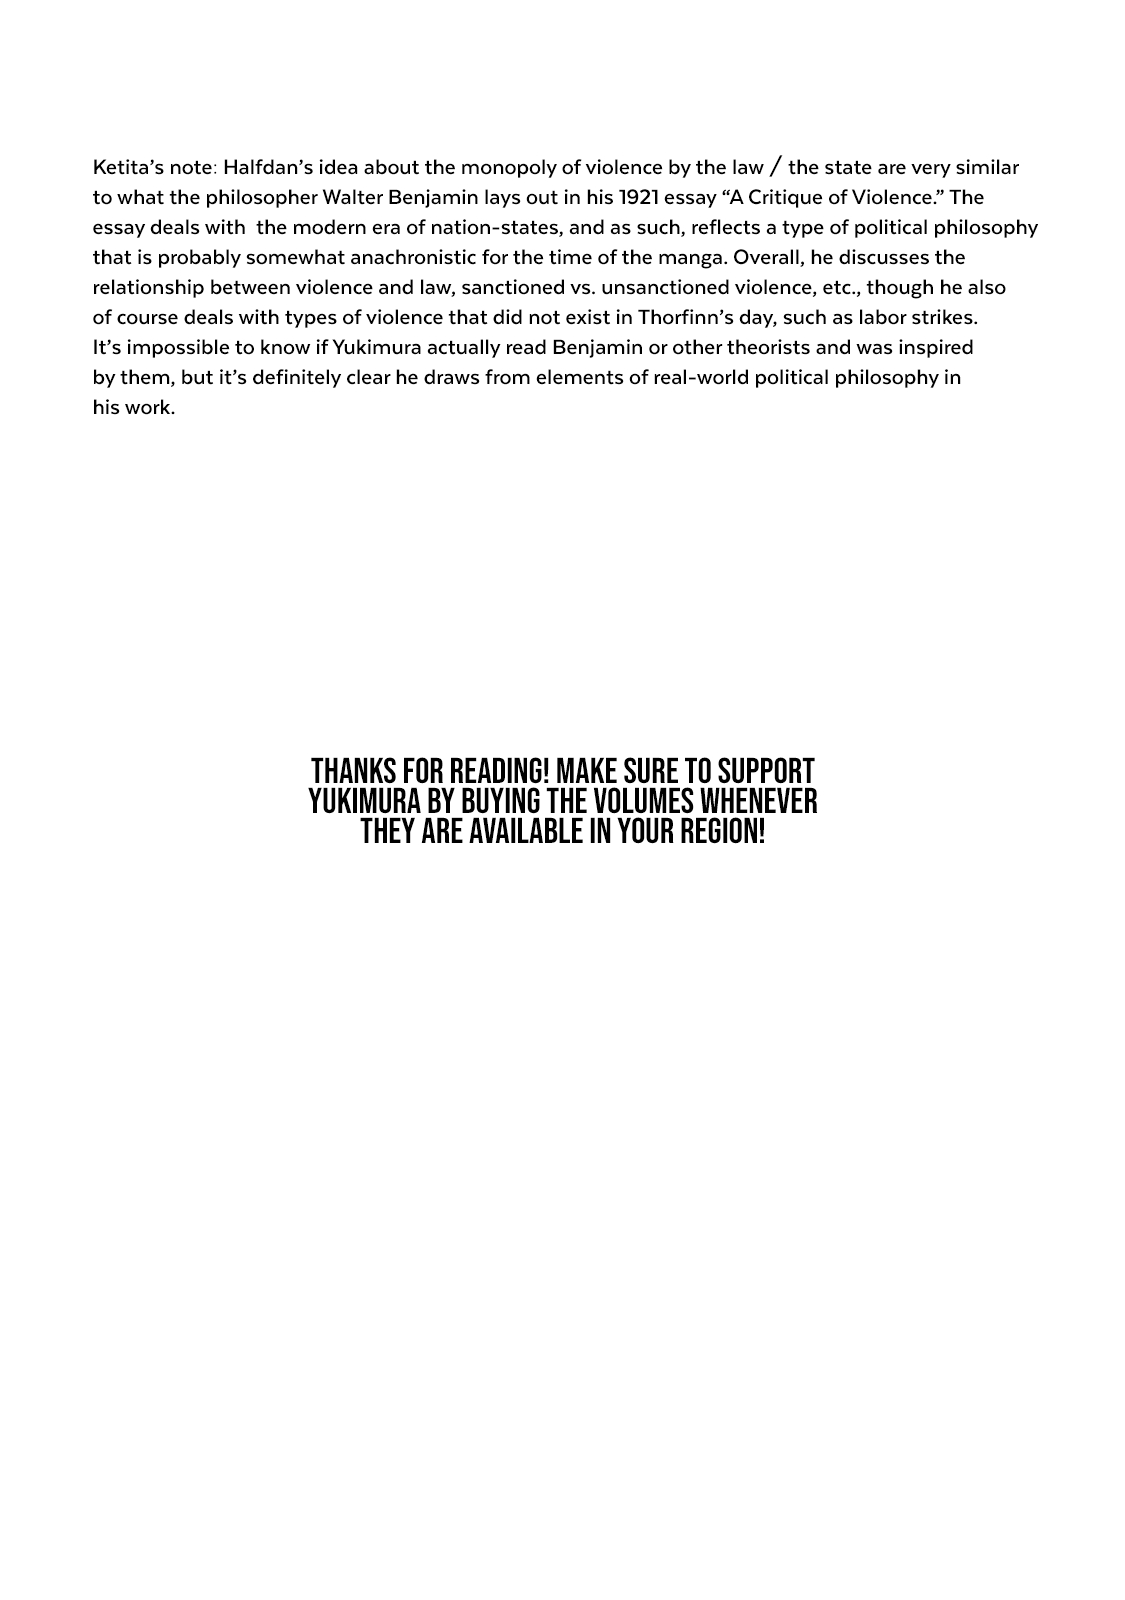 Ketita’s note: Halfdan’s idea about the monopoly of violence by the law / the state are very similar
to what the philosopher Walter Benjamin lays out in his 1921 essay “A Critique of Violence.” The
essay deals with  the modern era of nation-states, and as such, reflects a type of political philosophy
that is probably somewhat anachronistic for the time of the manga. Overall, he discusses the
relationship between violence and law, sanctioned vs. unsanctioned violence, etc., though he also
of course deals with types of violence that did not exist in Thorfinn’s day, such as labor strikes.
It’s impossible to know if Yukimura actually read Benjamin or other theorists and was inspired
by them, but it’s definitely clear he draws from elements of real-world political philosophy in
his work.
THANKS FOR READING! MAKE SURE TO SUPPORT
YUKIMURA BY BUYING THE VOLUMES WHENEVER
THEY ARE AVAILABLE IN YOUR REGION!